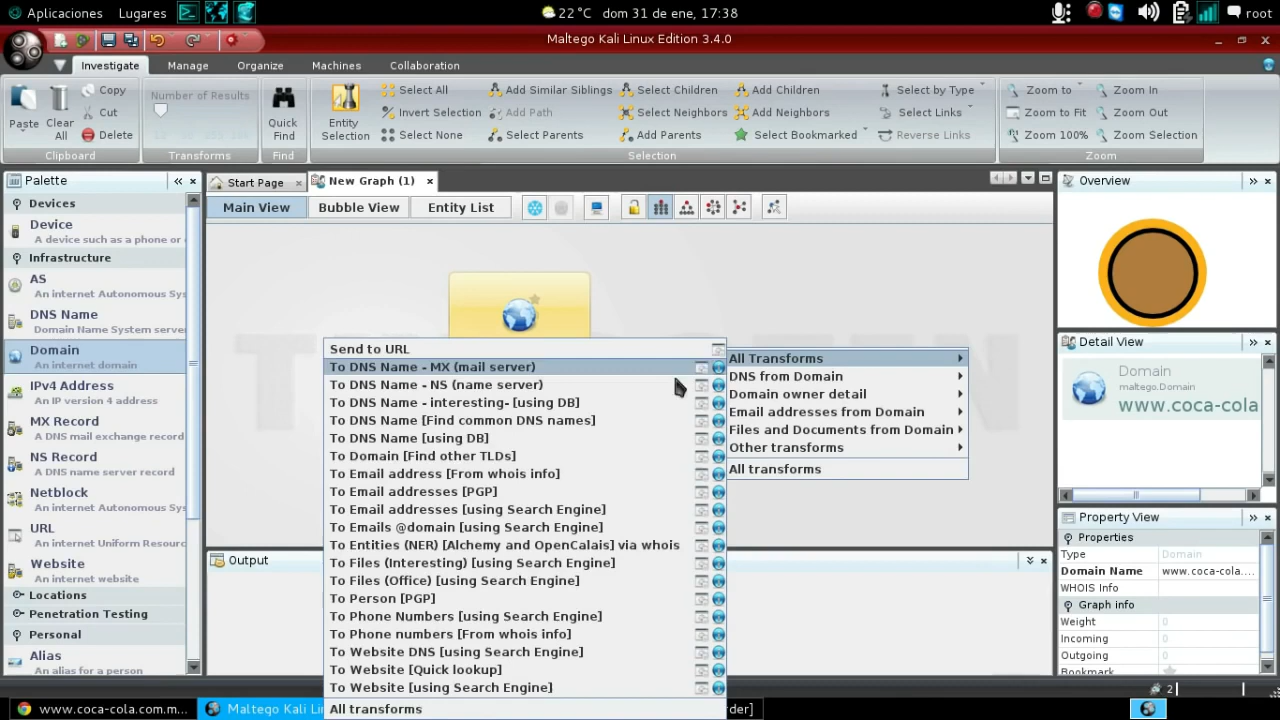 Aplicaciones Lugares 22 °C dom 31 de ene, 17:38 root
Maltego Kali Linux Edition 3.4.0
Investigate Manage Organize Machines Collaboration
Paste
Clear All
Copy
Cut
Delete
Clipboard
Number of Results
Transforms
Quick Find
Find
Entity Selection
Select All
Invert Selection
Select None
Add Similar Siblings
Add Path
Select Parents
Select Children
Select Neighbors
Add Parents
Add Children
Add Neighbors
Select Bookmarked
Select by Type
Select Links
Reverse Links
Selection
Zoom to
Zoom to Fit
Zoom 100%
Zoom In
Zoom Out
Zoom Selection
Zoom
Palette
Devices
Device
A device such as a phone or
Infrastructure
AS
An internet Autonomous Sys
DNS Name
Domain Name System server
Domain
An internet domain
IPv4 Address
An IP version 4 address
MX Record
A DNS mail exchange record
NS Record
A DNS name server record
Netblock
An internet Autonomous Sys
URL
An internet Uniform Resourc
Website
An internet website
Locations
Penetration Testing
Personal
Alias
An alias for a person
Start Page
New Graph (1)
Main View Bubble View Entity List
Send to URL
To DNS Name - MX (mail server)
To DNS Name - NS (name server)
To DNS Name - interesting- [using DB]
To DNS Name [Find common DNS names]
To DNS Name [using DB]
To Domain [Find other TLDs]
To Email address [From whois info]
To Email addresses [PGP]
To Email addresses [using Search Engine]
To Emails @domain [using Search Engine]
To Entities (NER) [Alchemy and OpenCalais] via whois
To Files (Interesting) [using Search Engine]
To Files (Office) [using Search Engine]
To Person [PGP]
To Phone Numbers [using Search Engine]
To Phone numbers [From whois info]
To Website DNS [using Search Engine]
To Website [Quick lookup]
To Website [using Search Engine]
All transforms
All Transforms
DNS from Domain
Domain owner detail
Email addresses from Domain
Files and Documents from Domain
Other transforms
All transforms
Output
Overview
Detail View
Domain
maltego.Domain
www.coca-cola
Property View
Properties
Type Domain
Domain Name www.coca-cola....
WHOIS Info
Graph info
Weight 0
Incoming 0
Outgoing 0
Bookmark
2
www.coca-cola.com.m...
Maltego Kali Lin
der]